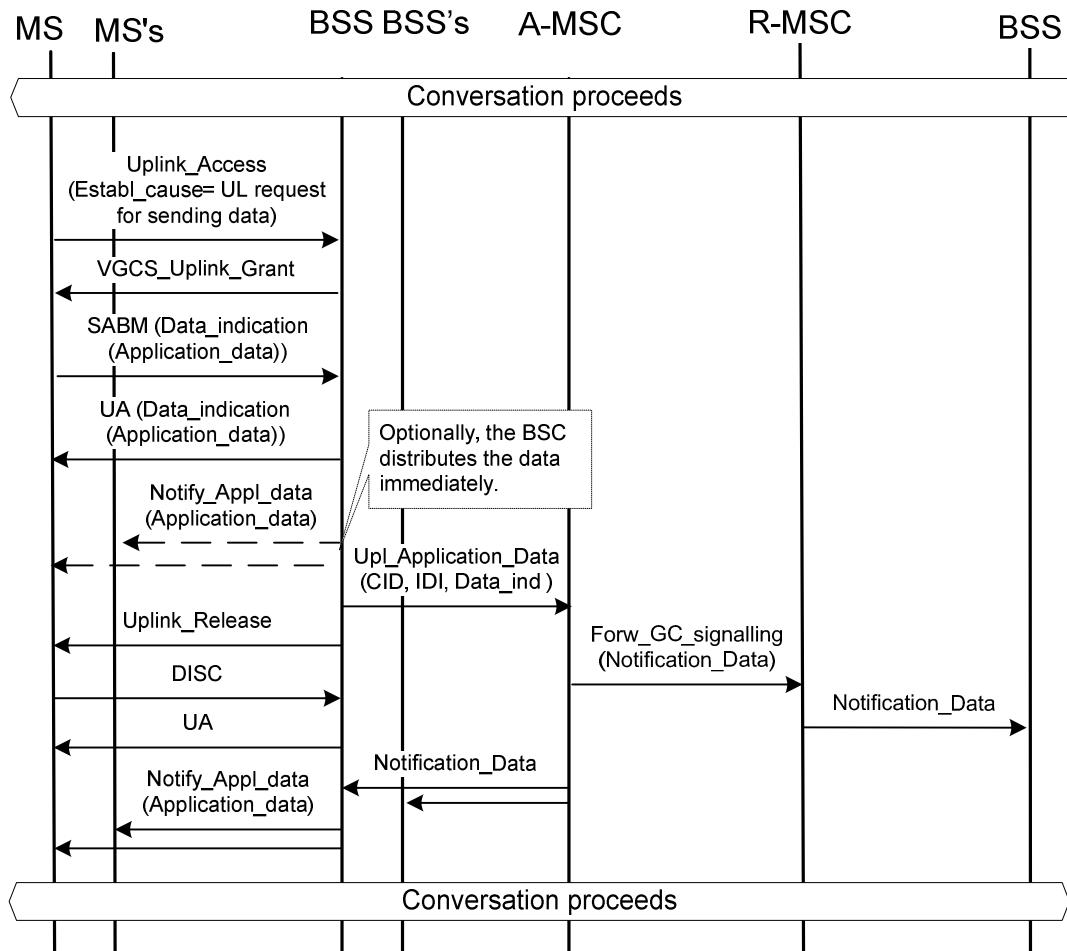 MS MS's BSS BSS's A-MSC R-MSC BSS
Conversation proceeds
Uplink_Access
(Establ_cause= UL request
for sending data)
VGCS_Uplink_Grant
SABM (Data_indication
(Application_data))
UA (Data_indication
(Application_data))
Optionally, the BSC
distributes the data
immediately.
Notify_Appl_data
(Application_data)
Upl_Application_Data
(CID, IDI, Data_ind )
Uplink_Release
Forw_GC_signalling
(Notification_Data)
DISC
Notification_Data
UA
Notification_Data
Notify_Appl_data
(Application_data)
Conversation proceeds